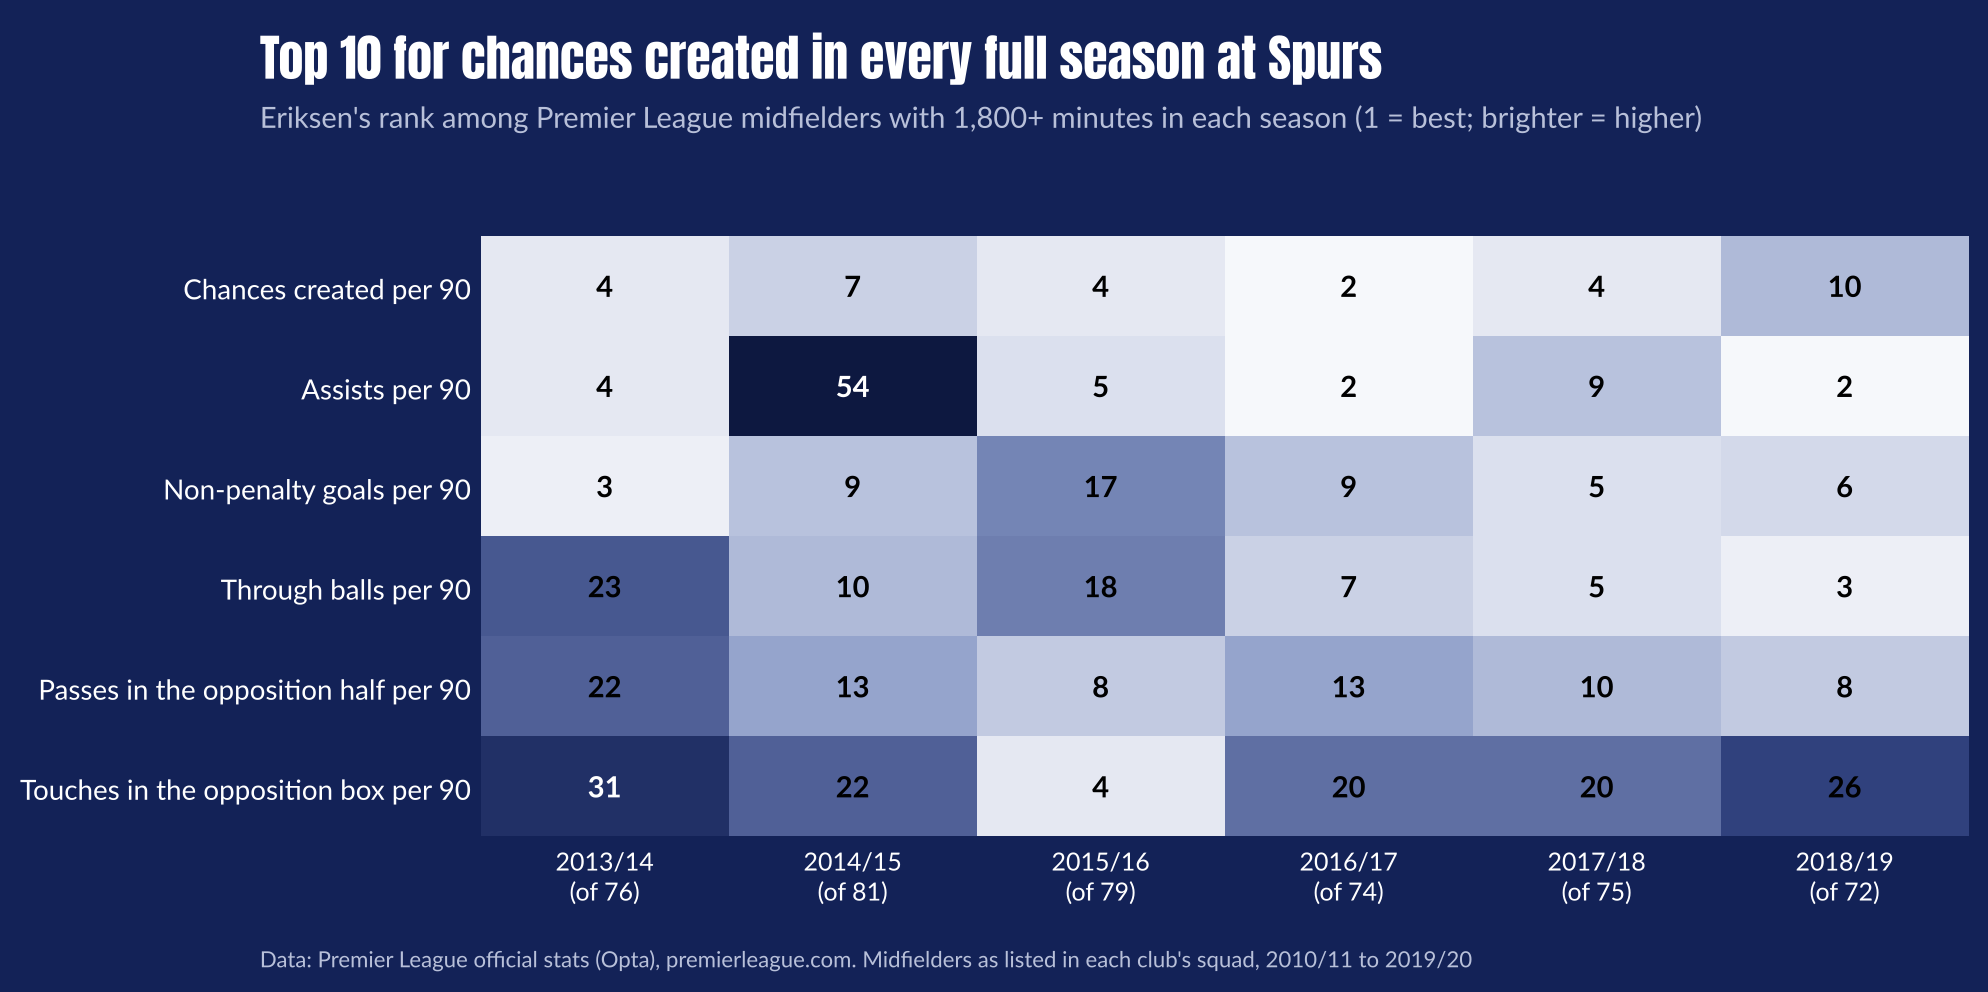 Top 10 for chances created in every full season at Spurs
Eriksen's rank among Premier League midfielders with 1,800+ minutes in each season (1 = best; brighter = higher)
Chances created per 90 4 7 4 2 4 10
Assists per 90 4 54 5 2 9 2
Non-penalty goals per 90 3 9 17 9 5 6
Through balls per 90 23 10 18 7 5 3
Passes in the opposition half per 90 22 13 8 13 10 8
Touches in the opposition box per 90 31 22 4 20 20 26
2013/14 2014/15 2015/16 2016/17 2017/18 2018/19
(of 76) (of 81) (of 79) (of 74) (of 75) (of 72)
Data: Premier League official stats (Opta), premierleague.com. Midfielders as listed in each club's squad, 2010/11 to 2019/20